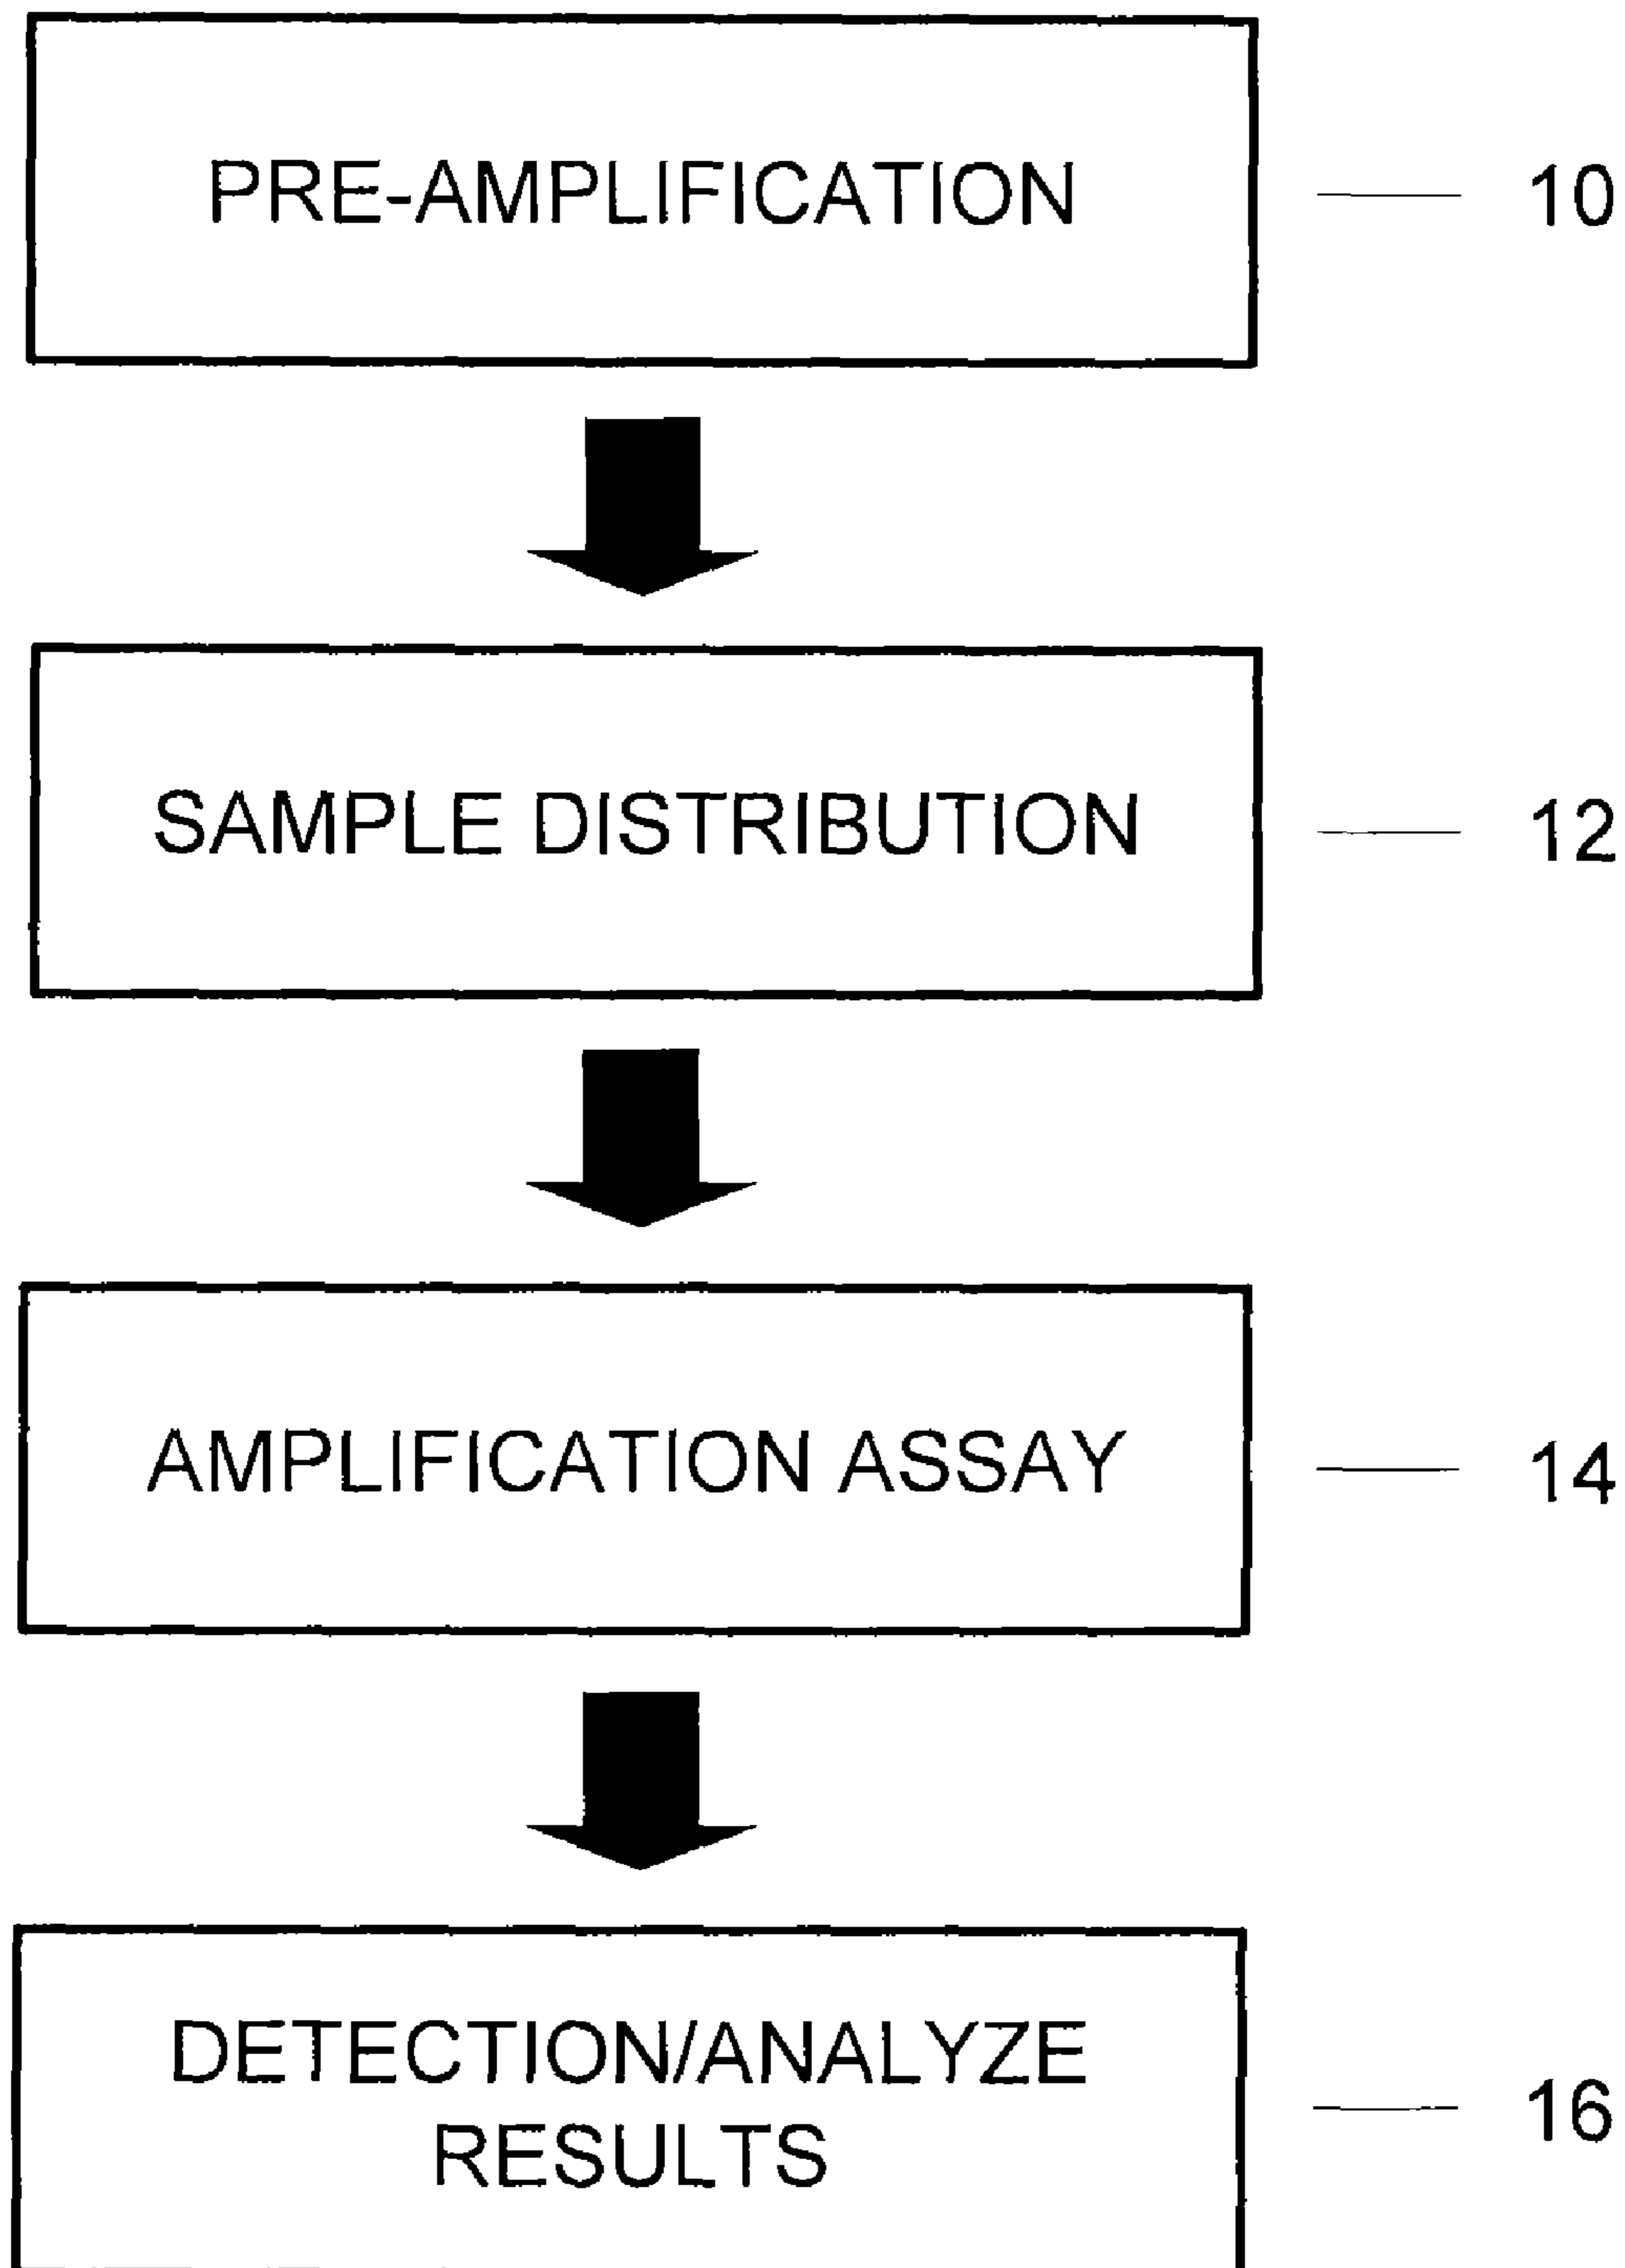 PRE-AMPLIFICATION
10
SAMPLE DISTRIBUTION
12
AMPLIFICATION ASSAY
14
DETECTION/ANALYZE
RESULTS
16